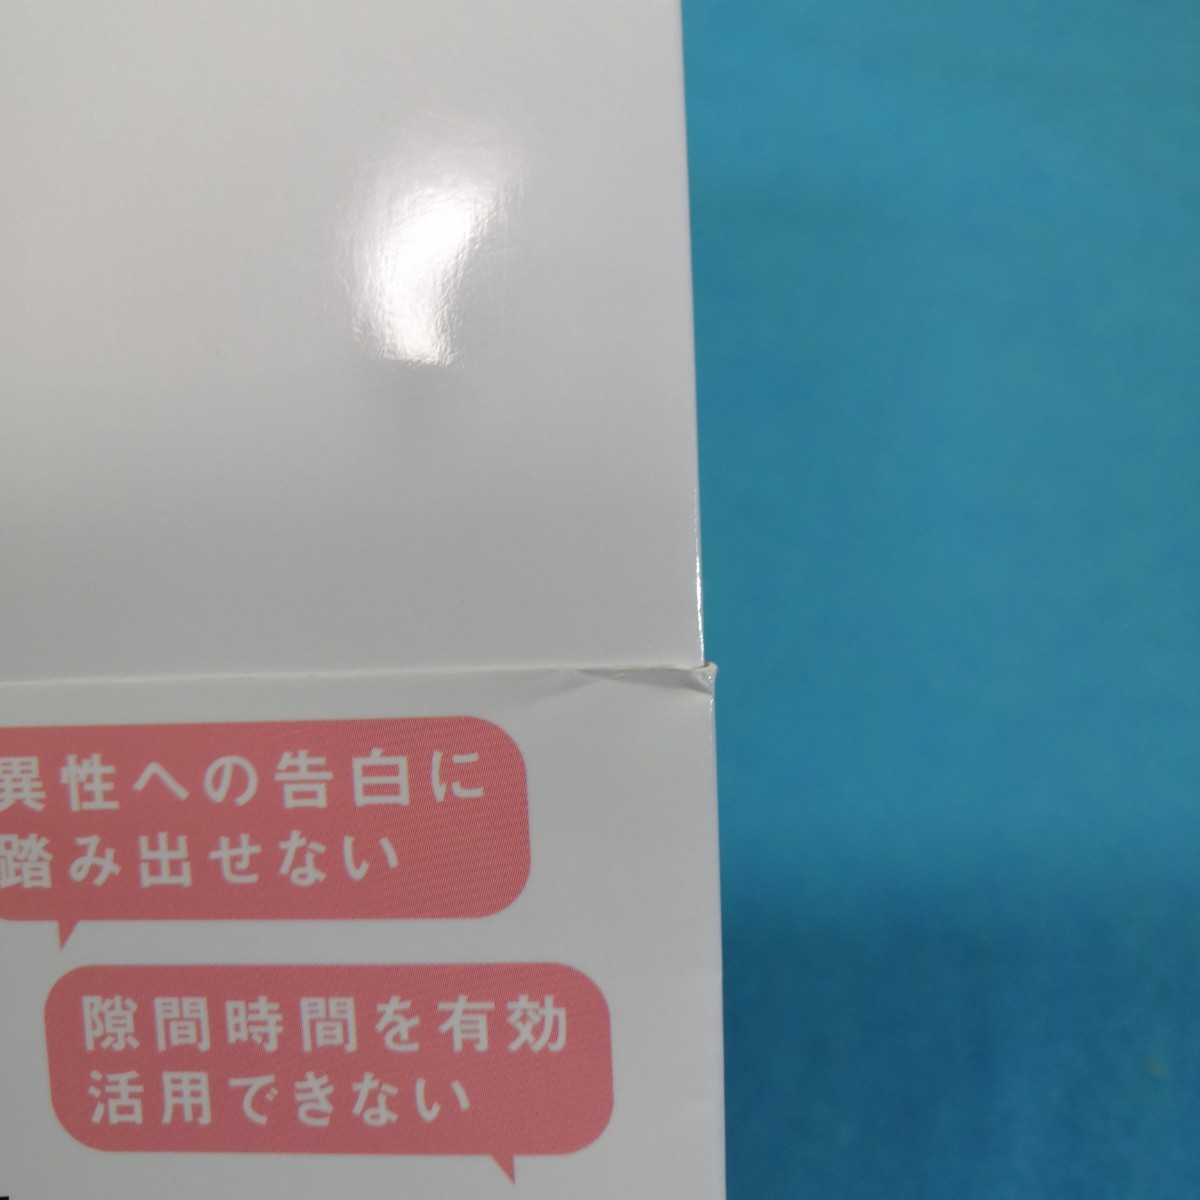 異性への告白に
踏み出せない
隙間時間を有効
活用できない